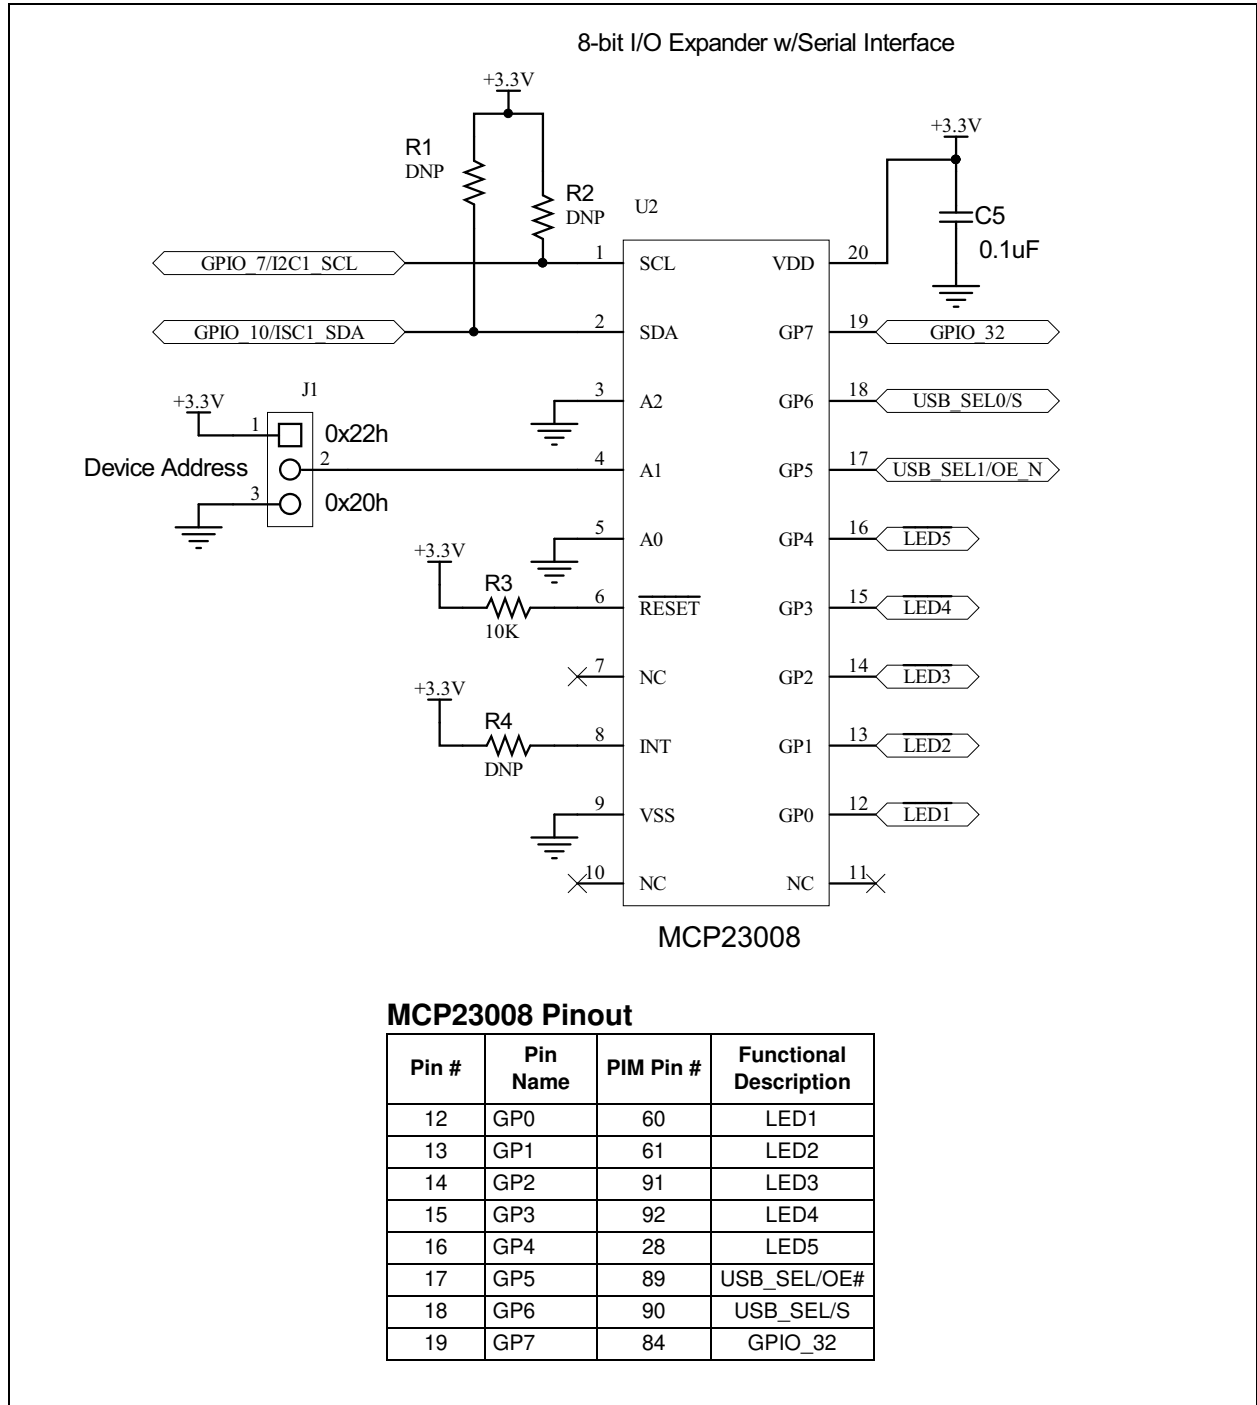 8-bit I/O Expander w/Serial Interface
+3.3V
+3.3V
R1
DNP
R2
DNP
U2
C5
0.1uF
GPIO_7/I2C1_SCL
1
SCL
VDD
20
GPIO_10/ISC1_SDA
2
SDA
GP7
19
GPIO_32
J1
+3.3V
1
0x22h
3
A2
GP6
18
USB_SEL0/S
Device Address
2
4
A1
GP5
17
USB_SEL1/OE_N
3
0x20h
5
A0
GP4
16
LED5
+3.3V
R3
10K
6
RESET
GP3
15
LED4
7
NC
GP2
14
LED3
+3.3V
R4
DNP
8
INT
GP1
13
LED2
9
VSS
GP0
12
LED1
10
NC
NC
11
MCP23008
MCP23008 Pinout
Pin # Pin Name PIM Pin # Functional Description
12 GP0 60 LED1
13 GP1 61 LED2
14 GP2 91 LED3
15 GP3 92 LED4
16 GP4 28 LED5
17 GP5 89 USB_SEL/OE#
18 GP6 90 USB_SEL/S
19 GP7 84 GPIO_32